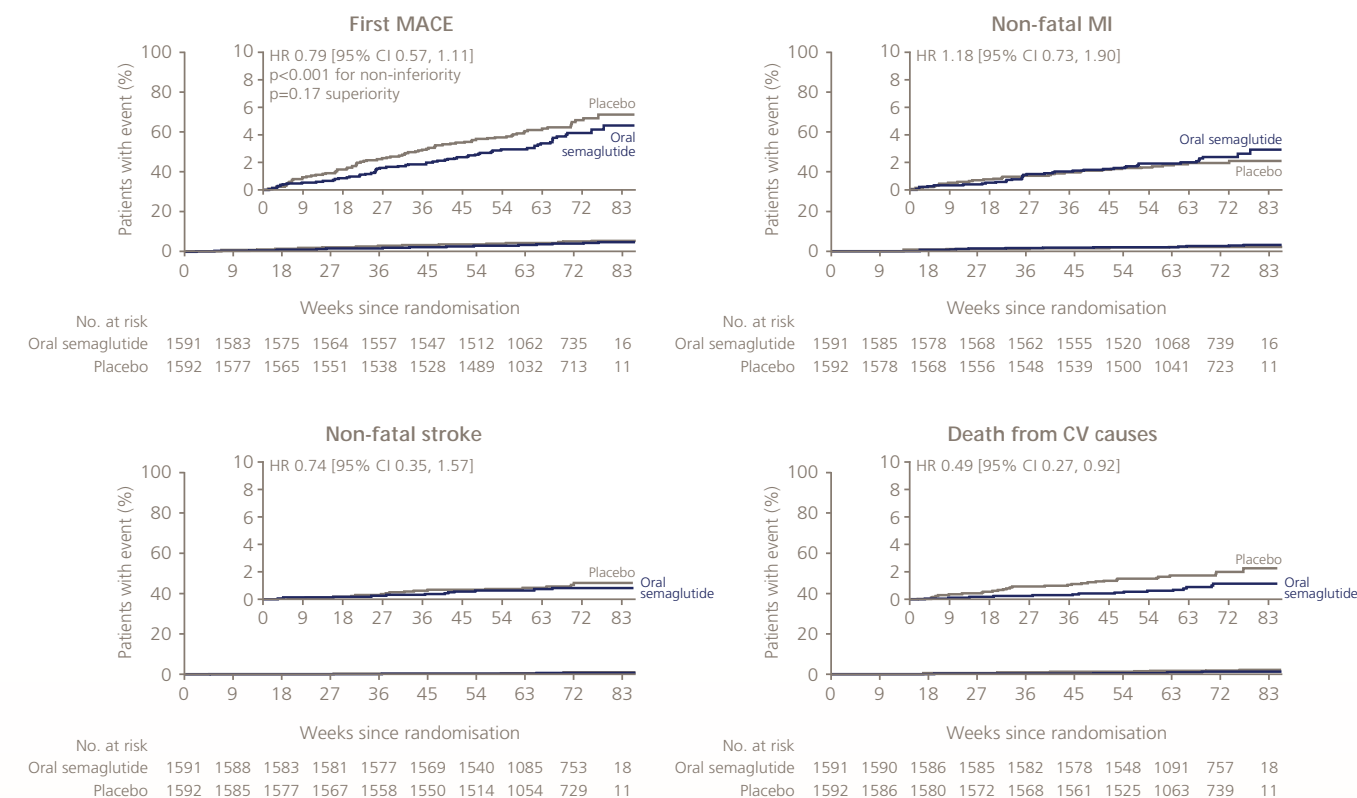 First MACE
Patients with event (%)
100
80
60
40
20
0
10
8
6
4
2
0
HR 0.79 [95% CI 0.57, 1.11]
p<0.001 for non-inferiority
p=0.17 superiority
Placebo
Oral
semaglutide
0 9 18 27 36 45 54 63 72 83
0 9 18 27 36 45 54 63 72 83
Weeks since randomisation
No. at risk
Oral semaglutide 1591 1583 1575 1564 1557 1547 1512 1062 735 16
Placebo 1592 1577 1565 1551 1538 1528 1489 1032 713 11
Non-fatal MI
Patients with event (%)
100
80
60
40
20
0
10
8
6
4
2
0
HR 1.18 [95% CI 0.73, 1.90]
Oral semaglutide
Placebo
0 9 18 27 36 45 54 63 72 83
0 9 18 27 36 45 54 63 72 83
Weeks since randomisation
No. at risk
Oral semaglutide 1591 1585 1578 1568 1562 1555 1520 1068 739 16
Placebo 1592 1578 1568 1556 1548 1539 1500 1041 723 11
Non-fatal stroke
Patients with event (%)
100
80
60
40
20
0
10
8
6
4
2
0
HR 0.74 [95% CI 0.35, 1.57]
Placebo
Oral
semaglutide
0 9 18 27 36 45 54 63 72 83
0 9 18 27 36 45 54 63 72 83
Weeks since randomisation
No. at risk
Oral semaglutide 1591 1588 1583 1581 1577 1569 1540 1085 753 18
Placebo 1592 1585 1577 1567 1558 1550 1514 1054 729 11
Death from CV causes
Patients with event (%)
100
80
60
40
20
0
10
8
6
4
2
0
HR 0.49 [95% CI 0.27, 0.92]
Placebo
Oral
semaglutide
0 9 18 27 36 45 54 63 72 83
0 9 18 27 36 45 54 63 72 83
Weeks since randomisation
No. at risk
Oral semaglutide 1591 1590 1586 1585 1582 1578 1548 1091 757 18
Placebo 1592 1586 1580 1572 1568 1561 1525 1063 739 11